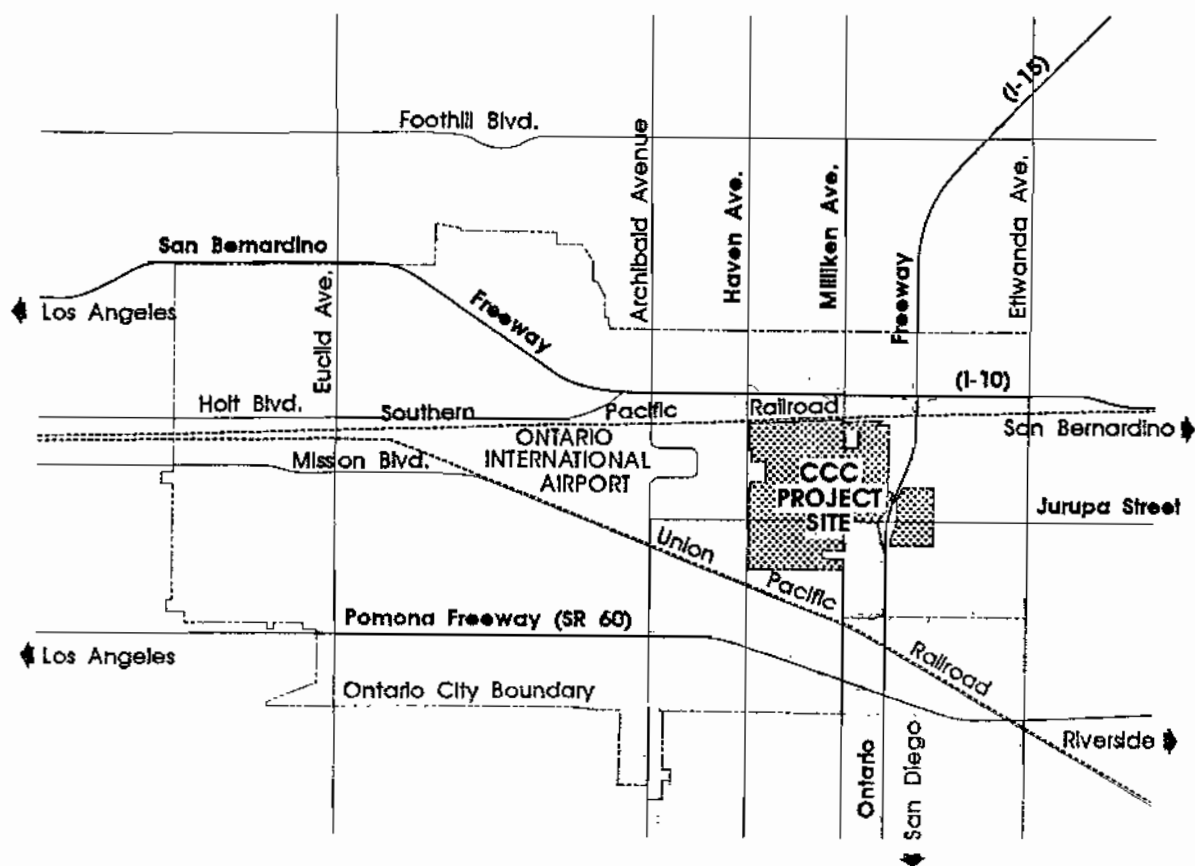 (I-15)
Foothill Blvd.
Archibald Avenue
Haven Ave.
Milliken Ave.
Etiwanda Ave.
San Bernardino
Euclid Ave.
Freeway
Los Angeles
Freeway
(I-10)
Holt Blvd.
Southern
Pacific
Railroad
San Bernardino
ONTARIO
INTERNATIONAL
AIRPORT
Mission Blvd.
CCC
PROJECT
SITE
Jurupa Street
Union
Pacific
Railroad
Pomona Freeway (SR 60)
Los Angeles
Ontario City Boundary
Riverside
Ontario
San Diego